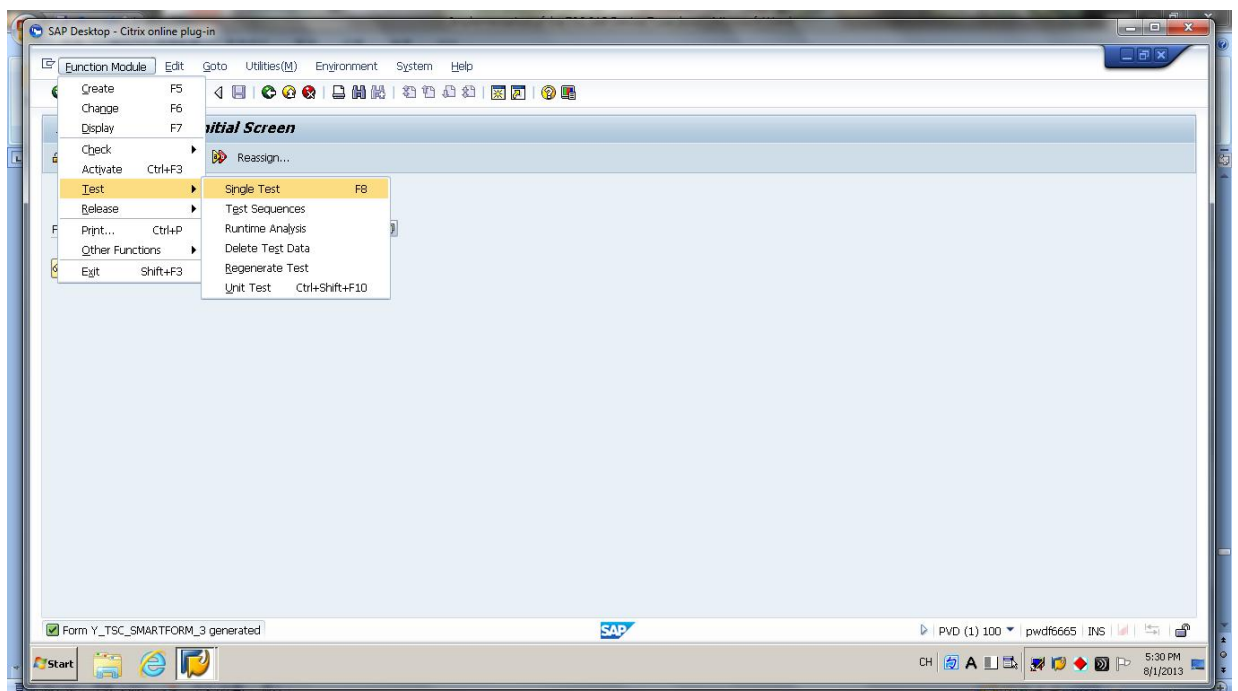 SAP Desktop - Citrix online plug-in
Function Module Edit Goto Utilities(M) Environment System Help
Create F5
Change F6
Display F7
nitial Screen
Check
Reassign...
Activate Ctrl+F3
Test
Single Test F8
Release
Test Sequences
Print... Ctrl+P
Runtime Analysis
Other Functions
Delete Test Data
Exit Shift+F3
Regenerate Test
Unit Test Ctrl+Shift+F10
Form Y_TSC_SMARTFORM_3 generated
SAP
PVD (1) 100 pwdf6665 INS
Start
CH A
5:30 PM
8/1/2013